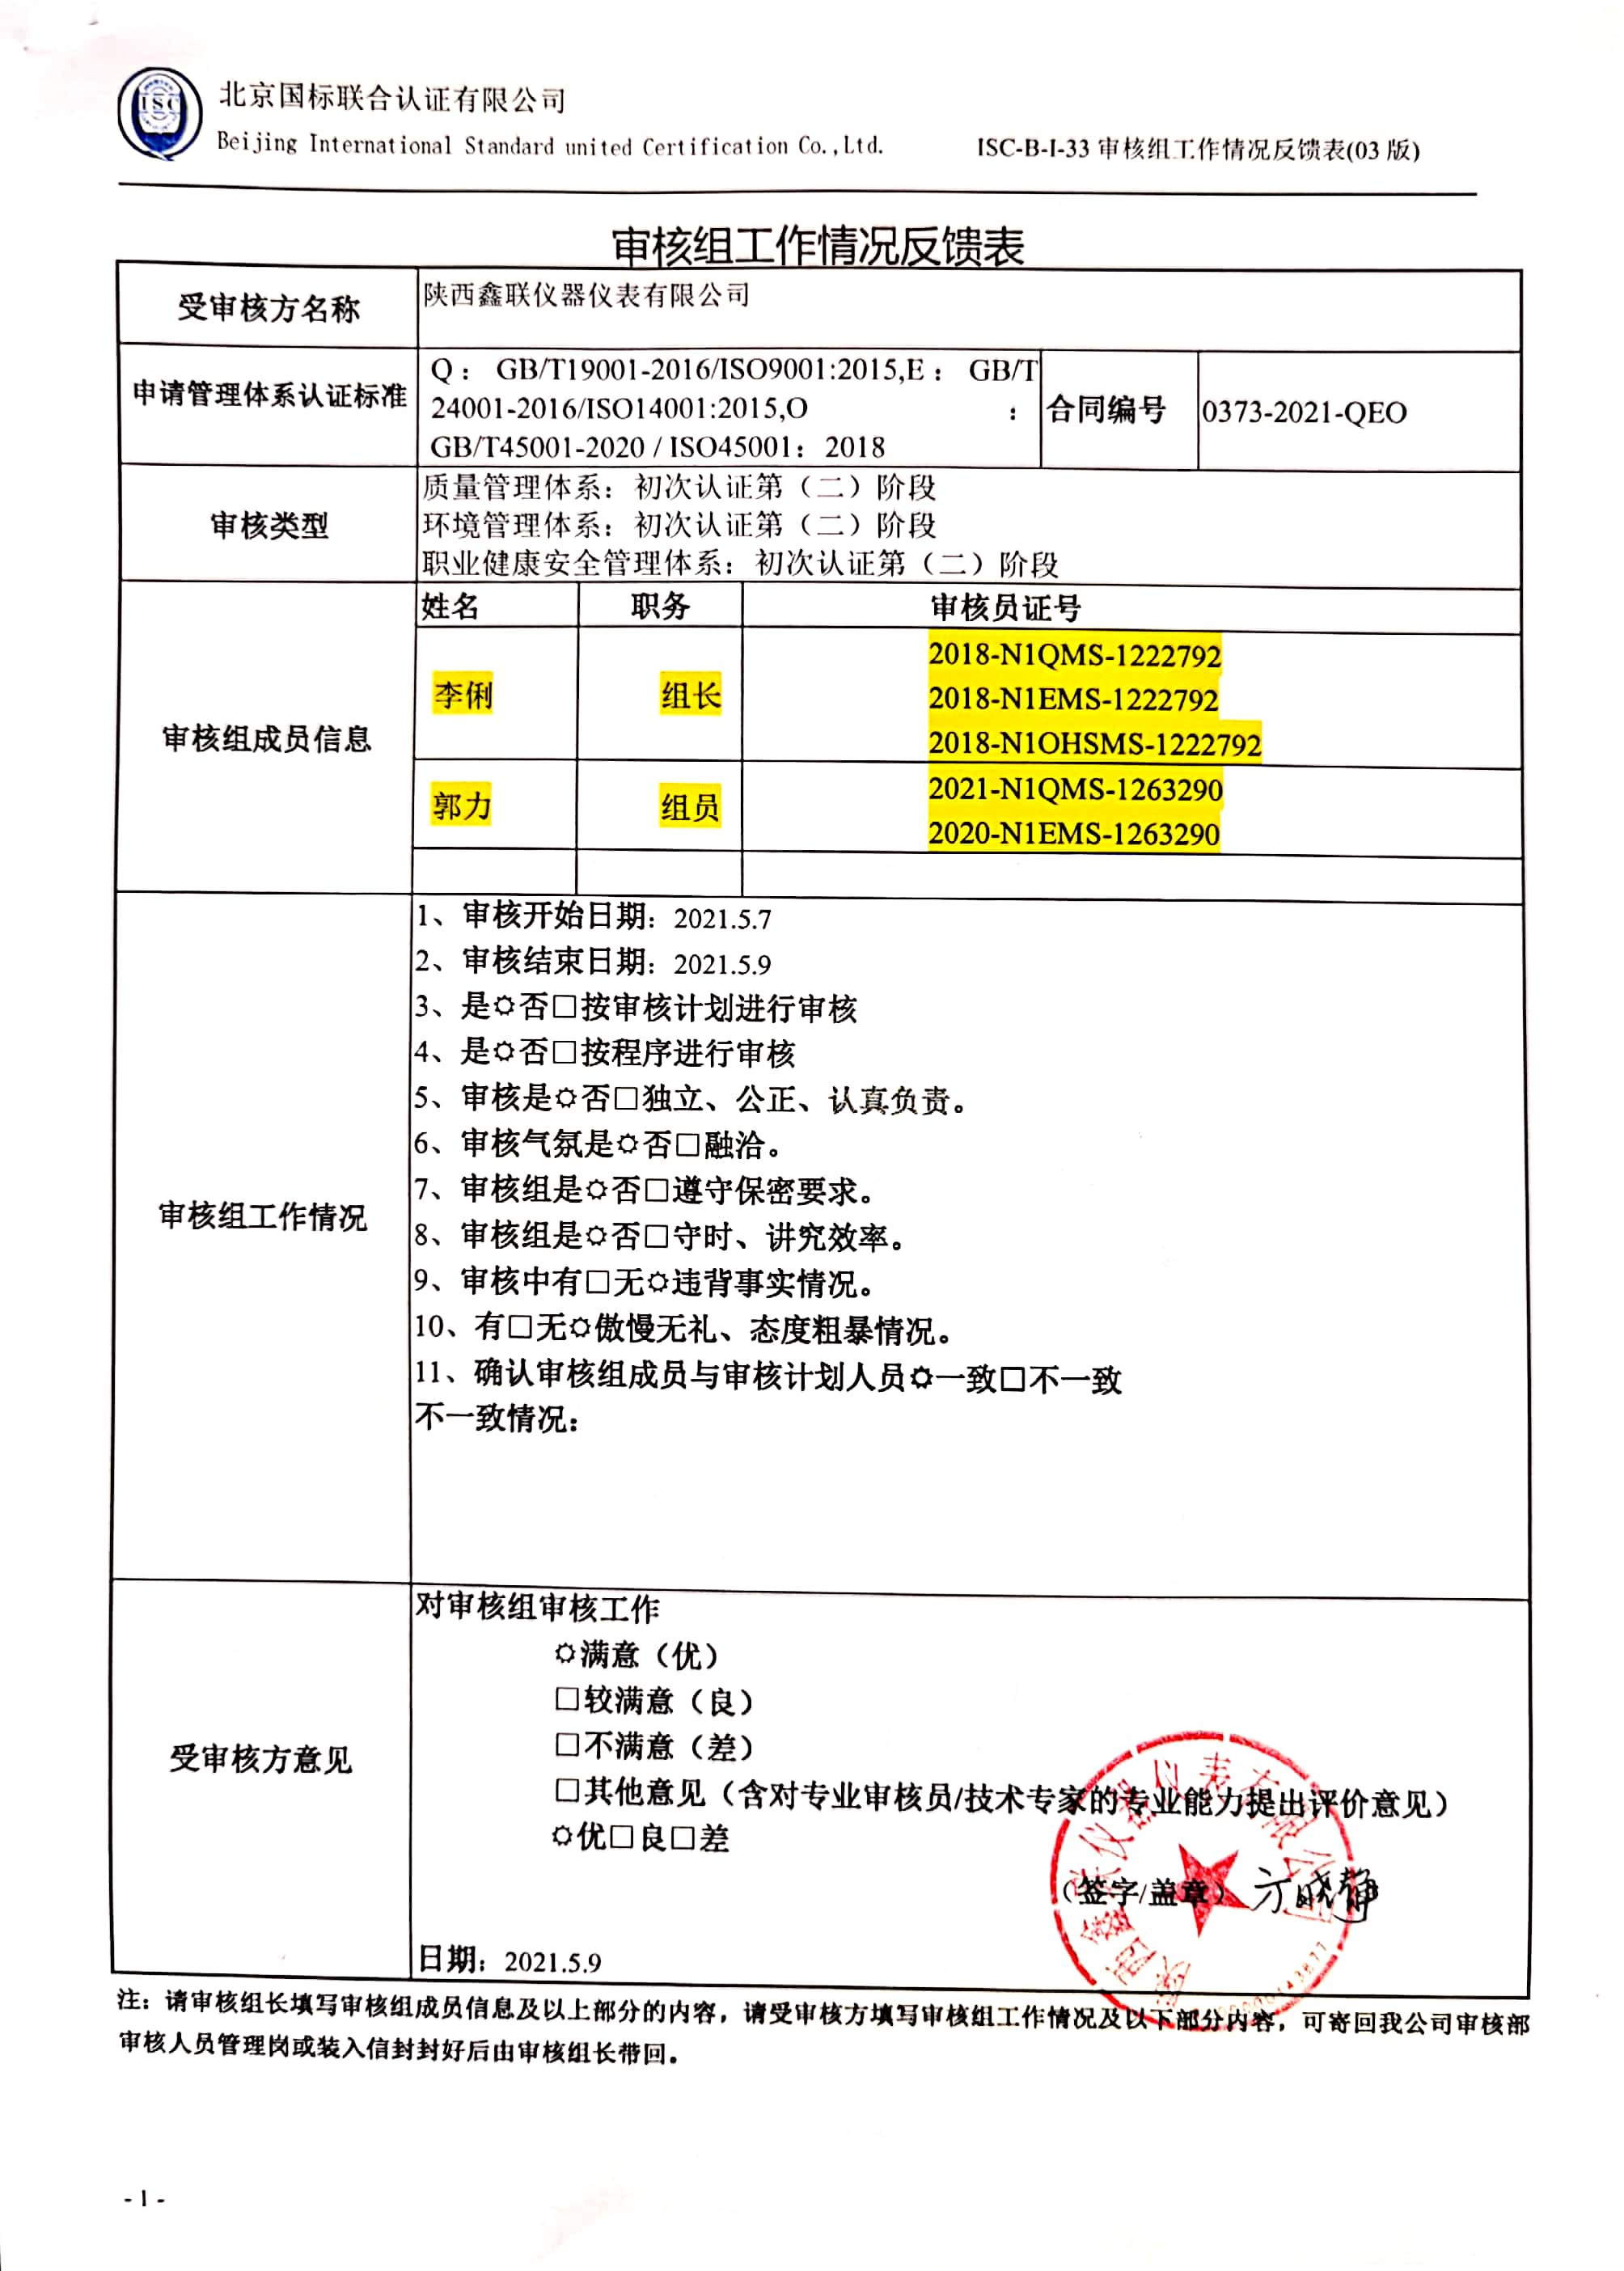 ISC
北京国标联合认证有限公司
Beijing International Standard united Certification Co.,Ltd.
ISC-B-I-33 审核组工作情况反馈表(03 版)
审核组工作情况反馈表
受审核方名称
陕西鑫联仪器仪表有限公司
申请管理体系认证标准
Q： GB/T19001-2016/ISO9001:2015,E： GB/T
24001-2016/ISO14001:2015,O ：
GB/T45001-2020 / ISO45001：2018
合同编号
0373-2021-QEO
审核类型
质量管理体系：初次认证第（二）阶段
环境管理体系：初次认证第（二）阶段
职业健康安全管理体系：初次认证第（二）阶段
审核组成员信息
姓名 职务 审核员证号
李俐 组长
2018-N1QMS-1222792
2018-N1EMS-1222792
2018-N1OHSMS-1222792
郭力 组员
2021-N1QMS-1263290
2020-N1EMS-1263290
审核组工作情况
1、审核开始日期：2021.5.7
2、审核结束日期：2021.5.9
3、是☼否□按审核计划进行审核
4、是☼否□按程序进行审核
5、审核是☼否□独立、公正、认真负责。
6、审核气氛是☼否□融洽。
7、审核组是☼否□遵守保密要求。
8、审核组是☼否□守时、讲究效率。
9、审核中有□无☼违背事实情况。
10、有□无☼傲慢无礼、态度粗暴情况。
11、确认审核组成员与审核计划人员☼一致□不一致
不一致情况：
受审核方意见
对审核组审核工作
☼满意（优）
□较满意（良）
□不满意（差）
□其他意见（含对专业审核员/技术专家的专业能力提出评价意见）
☼优□良□差
（签字/盖章） 方晓静
陕西鑫联仪器仪表有限公司
日期：2021.5.9
注：请审核组长填写审核组成员信息及以上部分的内容，请受审核方填写审核组工作情况及以下部分内容，可寄回我公司审核部
审核人员管理岗或装入信封封好后由审核组长带回。
- 1 -